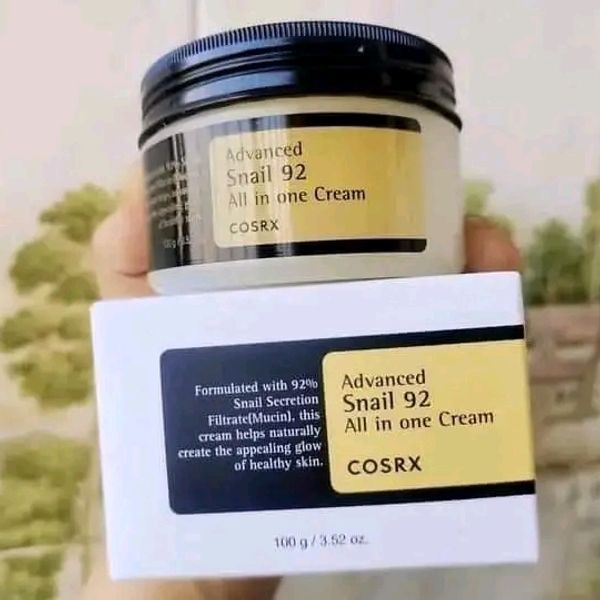 Advanced
Snail 92
All in one Cream
COSRX
Formulated with 92%
Snail Secretion
Filtrate(Mucin), this
cream helps naturally
create the appealing glow
of healthy skin.
Advanced
Snail 92
All in one Cream
COSRX
100 g / 3.52 oz.